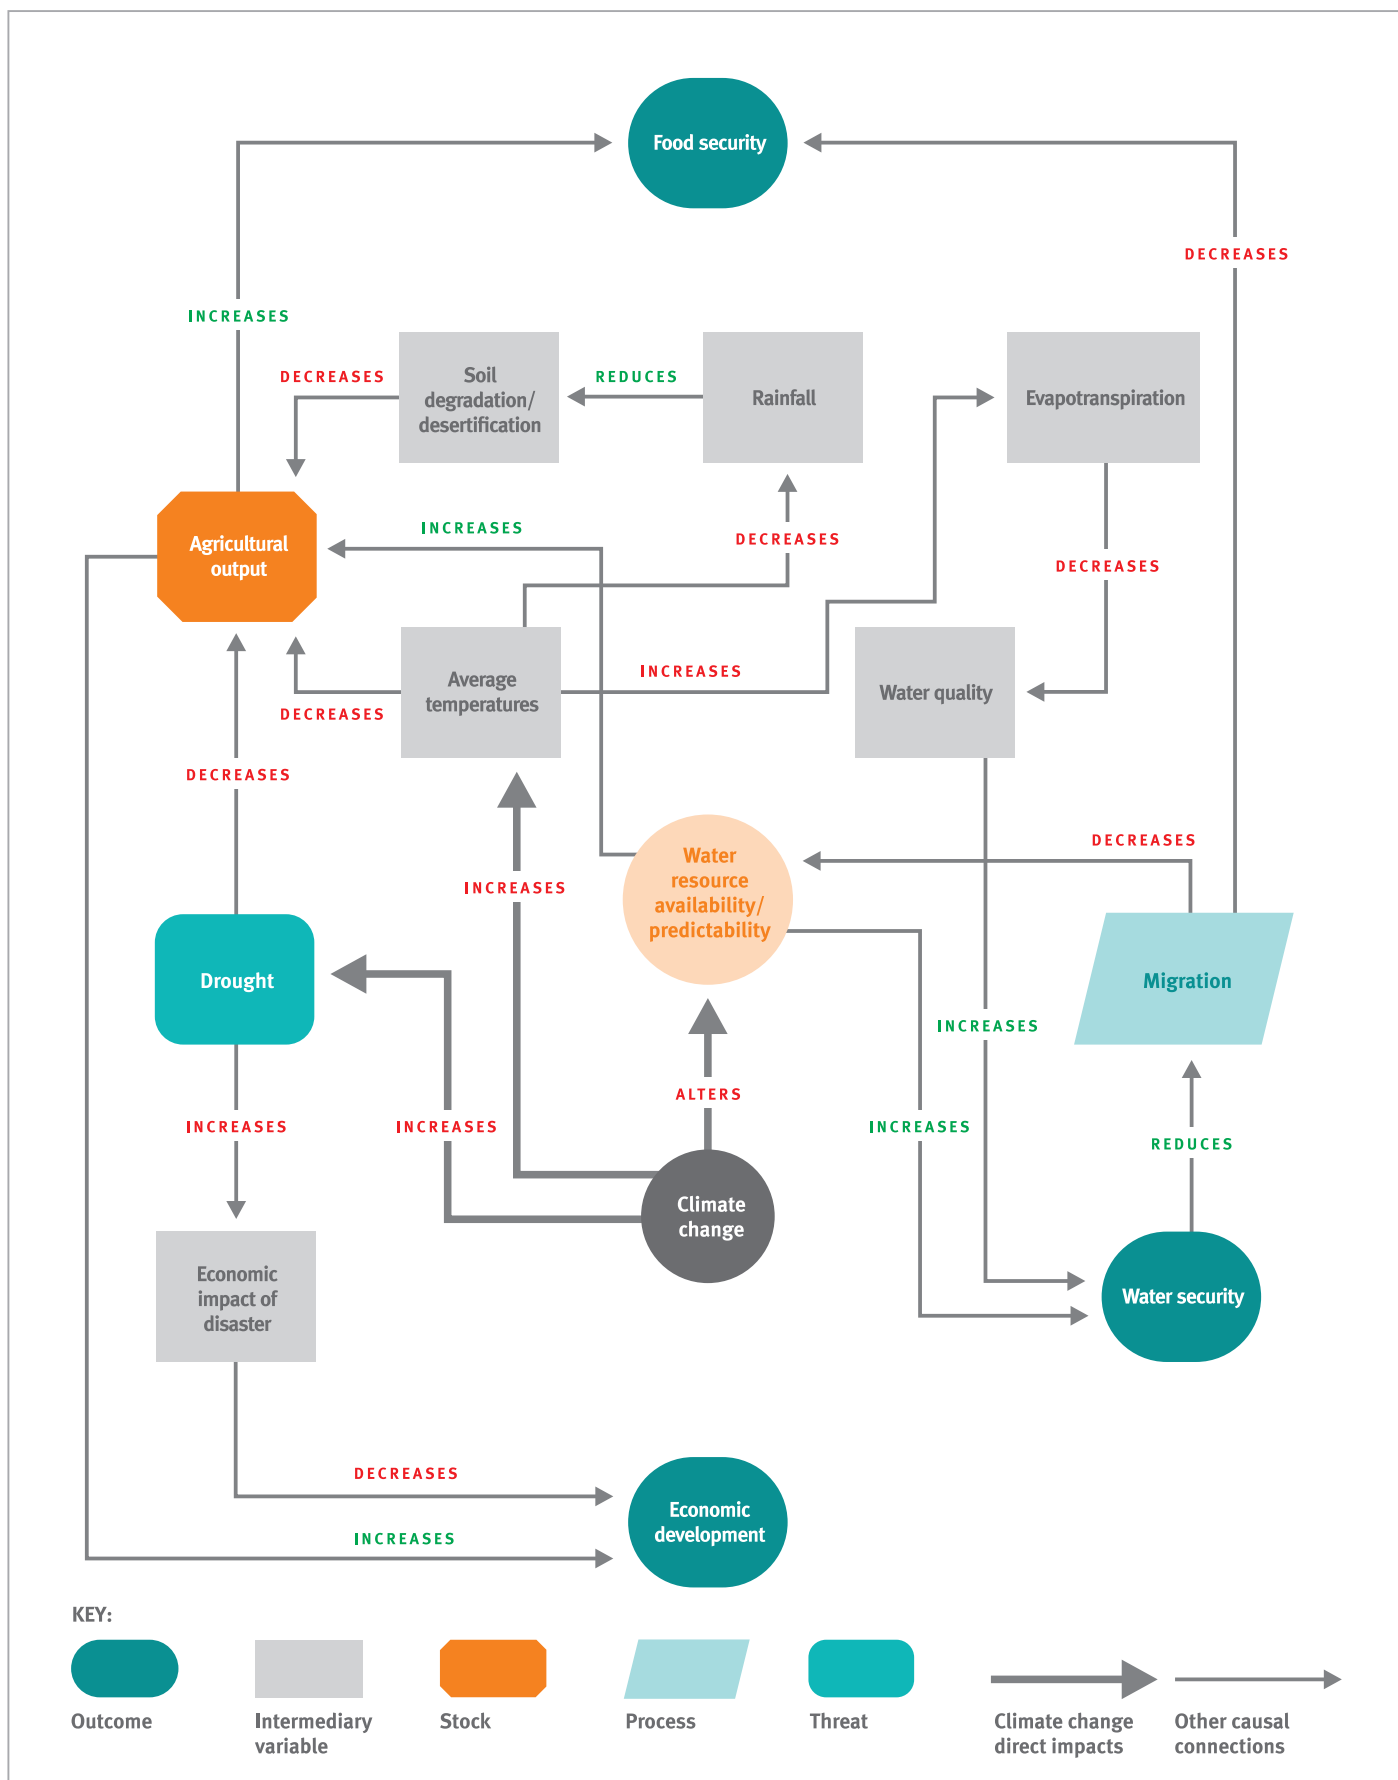 Food security
DECREASES
INCREASES
Soil
degradation/
desertification
DECREASES
REDUCES
Rainfall
Evapotranspiration
INCREASES
Agricultural
output
DECREASES
DECREASES
Average
temperatures
INCREASES
Water quality
DECREASES
DECREASES
Water
resource
availability/
predictability
DECREASES
INCREASES
Drought
Migration
INCREASES
ALTERS
INCREASES
INCREASES
INCREASES
REDUCES
Climate
change
Economic
impact of
disaster
Water security
DECREASES
Economic
development
INCREASES
KEY:
Outcome
Intermediary
variable
Stock
Process
Threat
Climate change
direct impacts
Other causal
connections